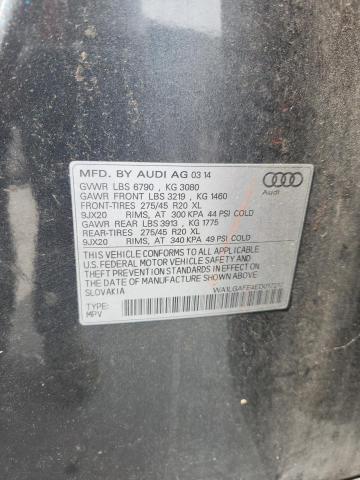 MFD. BY AUDI AG 03 14
Audi
GVWR LBS 6790 , KG 3080
GAWR FRONT LBS 3219 , KG 1460
FRONT-TIRES 275/45 R20 XL
9JX20 RIMS, AT 300 KPA 44 PSI COLD
GAWR REAR LBS 3913 , KG 1775
REAR-TIRES 275/45 R20 XL
9JX20 RIMS, AT 340 KPA 49 PSI COLD
THIS VEHICLE CONFORMS TO ALL APPLICABLE
U.S. FEDERAL MOTOR VEHICLE SAFETY AND
THEFT PREVENTION STANDARDS IN EFFECT ON
THE DATE OF MANUFACTURE SHOWN ABOVE.
SLOVAKIA
TYPE:
MPV